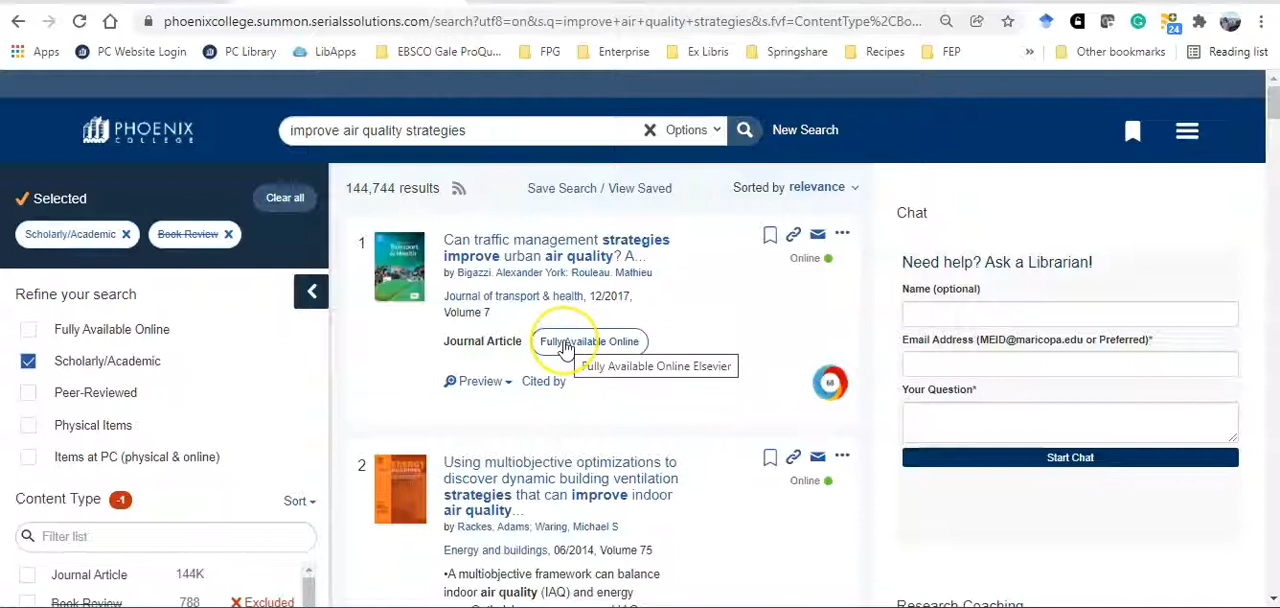 phoenixcollege.summon.serialssolutions.com/search?utf8=on&s.q=improve+air+quality+strategies&s.fvf=ContentType%2CBo...
24
Apps PC Website Login PC Library LibApps EBSCO Gale ProQu... FPG Enterprise Ex Libris Springshare Recipes FEP » Other bookmarks Reading list
PHOENIX
COLLEGE
improve air quality strategies
Options
New Search
Selected
Clear all
Scholarly/Academic
Book Review
Refine your search
Fully Available Online
Scholarly/Academic
Peer-Reviewed
Physical Items
Items at PC (physical & online)
Content Type -1 Sort
Filter list
Journal Article 144K
Book Review 788 Excluded
144,744 results
Save Search / View Saved
Sorted by relevance
1
Can traffic management strategies
improve urban air quality? A...
by Bigazzi, Alexander York; Rouleau, Mathieu
Journal of transport & health, 12/2017,
Volume 7
Journal Article Fully Available Online
Fully Available Online Elsevier
Preview Cited by
Online
68
2
Using multiobjective optimizations to
discover dynamic building ventilation
strategies that can improve indoor
air quality...
by Rackes, Adams; Waring, Michael S
Energy and buildings, 06/2014, Volume 75
•A multiobjective framework can balance
indoor air quality (IAQ) and energy
Online
Chat
Need help? Ask a Librarian!
Name (optional)
Email Address (MEID@maricopa.edu or Preferred)*
Your Question*
Start Chat
Research Coaching